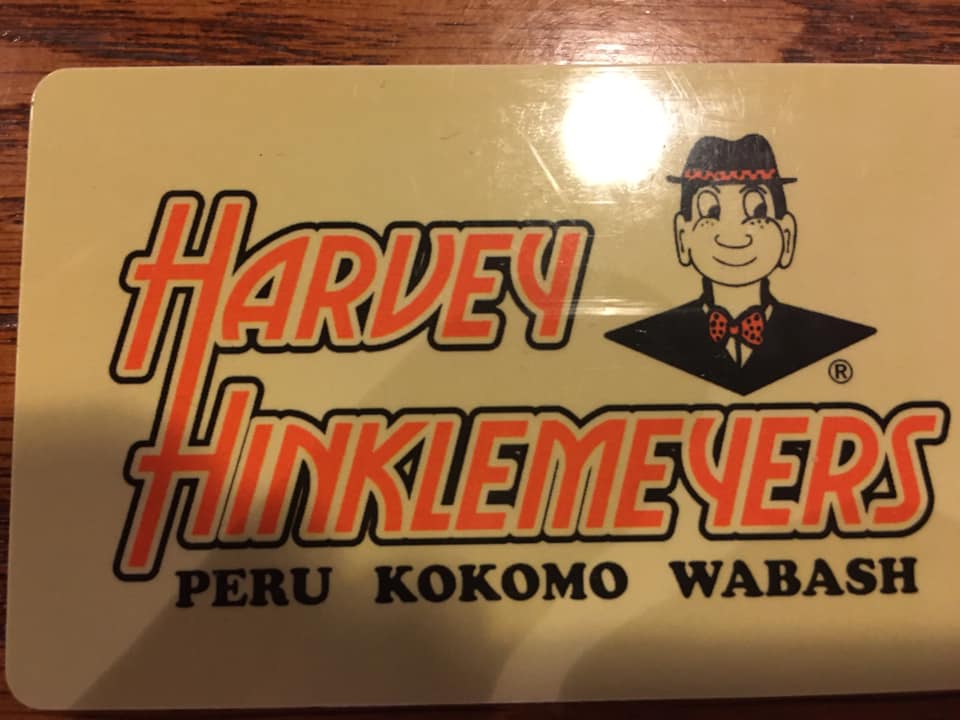 HARVEY
®
HINKLEMEYERS
PERU KOKOMO WABASH